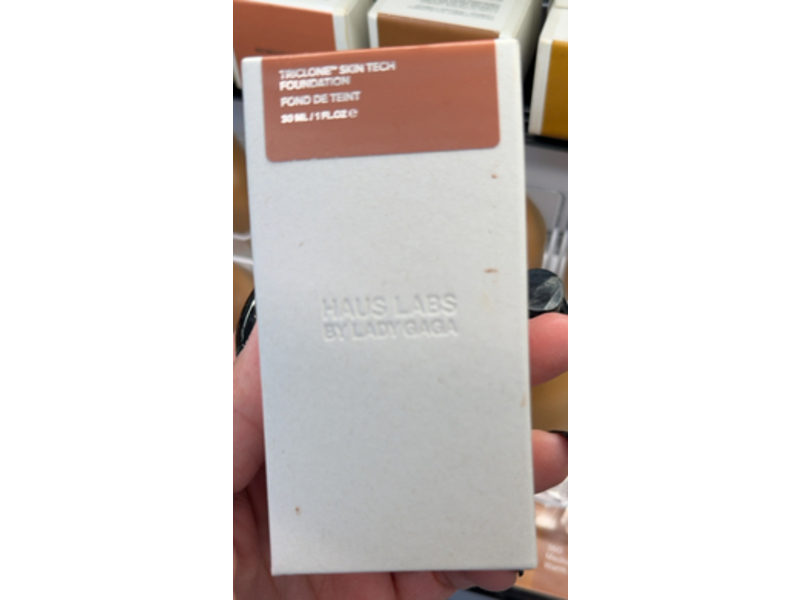 TRICLONE™ SKIN TECH
FOUNDATION
FOND DE TEINT
30 ML / 1 FL.OZ ℮
HAUS LABS
BY LADY GAGA